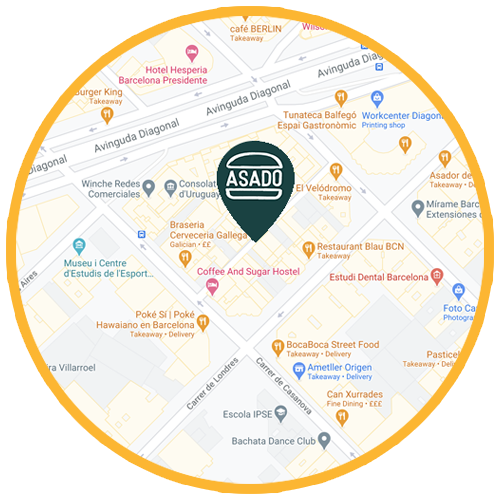 café BERLIN
Takeaway
Wilso
Hotel Hesperia
Barcelona Presidente
Avinguda Diagonal
Burger King
Takeaway
Avinguda Diagonal
Avinguda Diagonal
Tunateca Balfegó
Espai Gastronòmic
Workcenter Diagona
Printing shop
Diagonal
ASADO
Winche Redes
Comerciales
Consolat
d'Uruguay
El Velódromo
Takeaway
Asador de
Takeaway • D
Mírame Barc
Extensiones d
Braseria
Cerveceria Gallega
Galician • ££
Restaurant Blau BCN
Takeaway
Museu i Centre
d'Estudis de l'Esport...
Coffee And Sugar Hostel
Estudi Dental Barcelona
Aires
Foto Ca
Photogra
Poké Sí | Poké
Hawaiano en Barcelona
Takeaway • Delivery
BocaBoca Street Food
Takeaway • Delivery
Ametller Origen
Takeaway • Delivery
Pasticel
Takeaway • De
ra Villarroel
Carrer de Londres
Carrer de Casanova
Can Xurrades
Fine Dining • £££
Escola IPSE
Bachata Dance Club